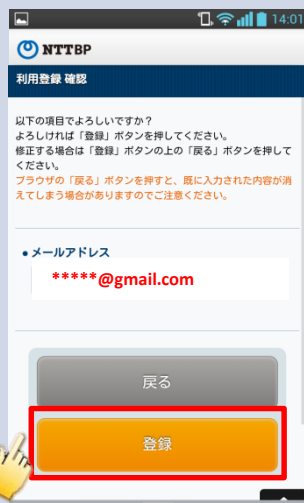 14:01
NTTBP
利用登録 確認
以下の項目でよろしいですか？
よろしければ「登録」ボタンを押してください。
修正する場合は「登録」ボタンの上の「戻る」ボタンを押して
ください。
ブラウザの「戻る」ボタンを押すと、既に入力された内容が消
えてしまう場合がありますのでご注意ください。
●メールアドレス
*****@gmail.com
戻る
登録